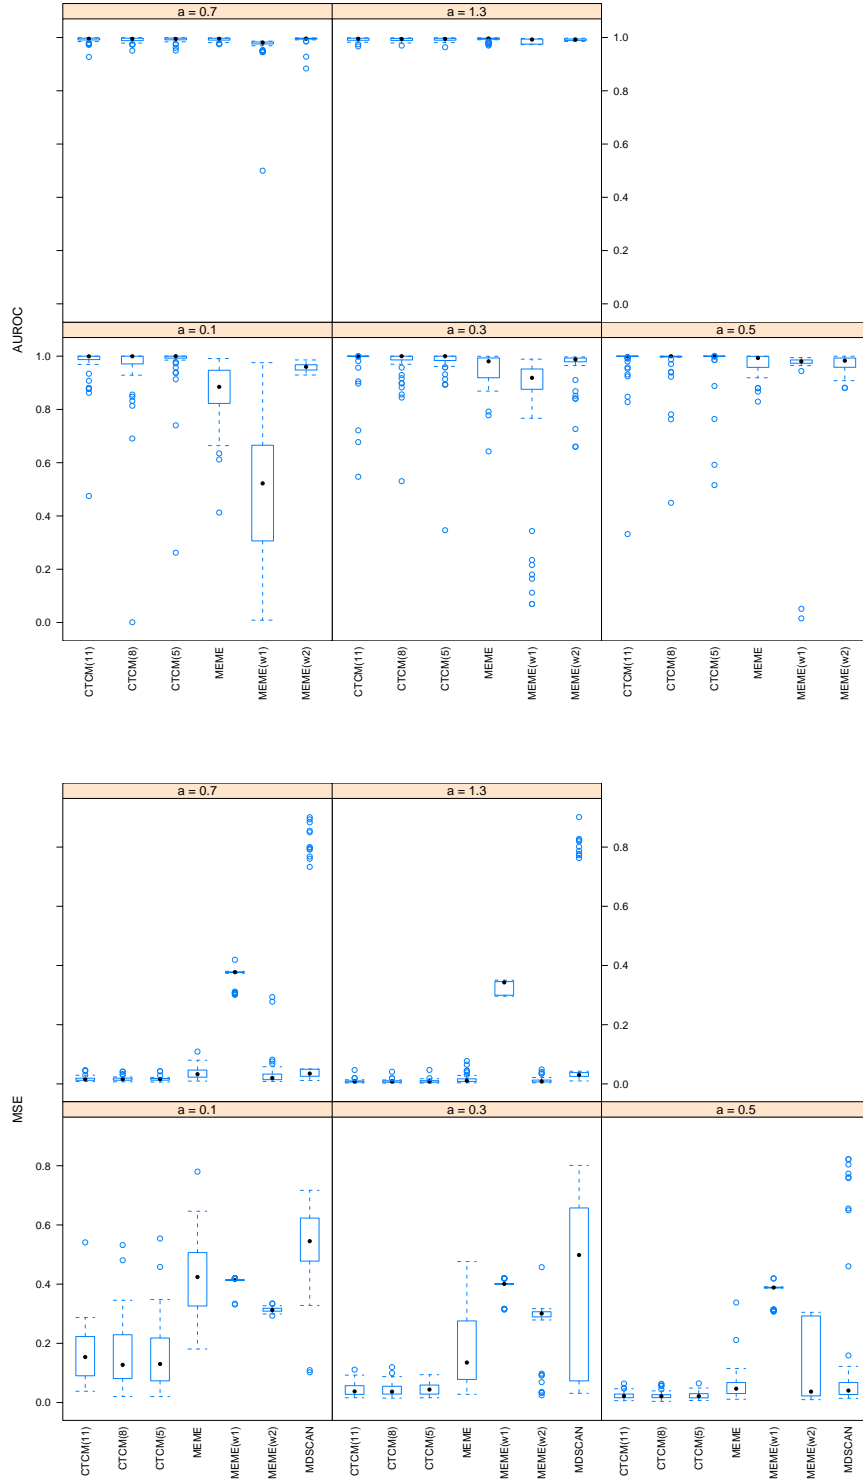 a = 0.7 a = 1.3
1.0
0.8
0.6
0.4
0.2
0.0
AUROC
a = 0.1 a = 0.3 a = 0.5
1.0
0.8
0.6
0.4
0.2
0.0
CTCM(11) CTCM(8) CTCM(5) MEME MEME(w1) MEME(w2) CTCM(11) CTCM(8) CTCM(5) MEME MEME(w1) MEME(w2) CTCM(11) CTCM(8) CTCM(5) MEME MEME(w1) MEME(w2)
a = 0.7 a = 1.3
0.8
0.6
0.4
0.2
0.0
MSE
a = 0.1 a = 0.3 a = 0.5
0.8
0.6
0.4
0.2
0.0
CTCM(11) CTCM(8) CTCM(5) MEME MEME(w1) MEME(w2) MDSCAN CTCM(11) CTCM(8) CTCM(5) MEME MEME(w1) MEME(w2) MDSCAN CTCM(11) CTCM(8) CTCM(5) MEME MEME(w1) MEME(w2) MDSCAN